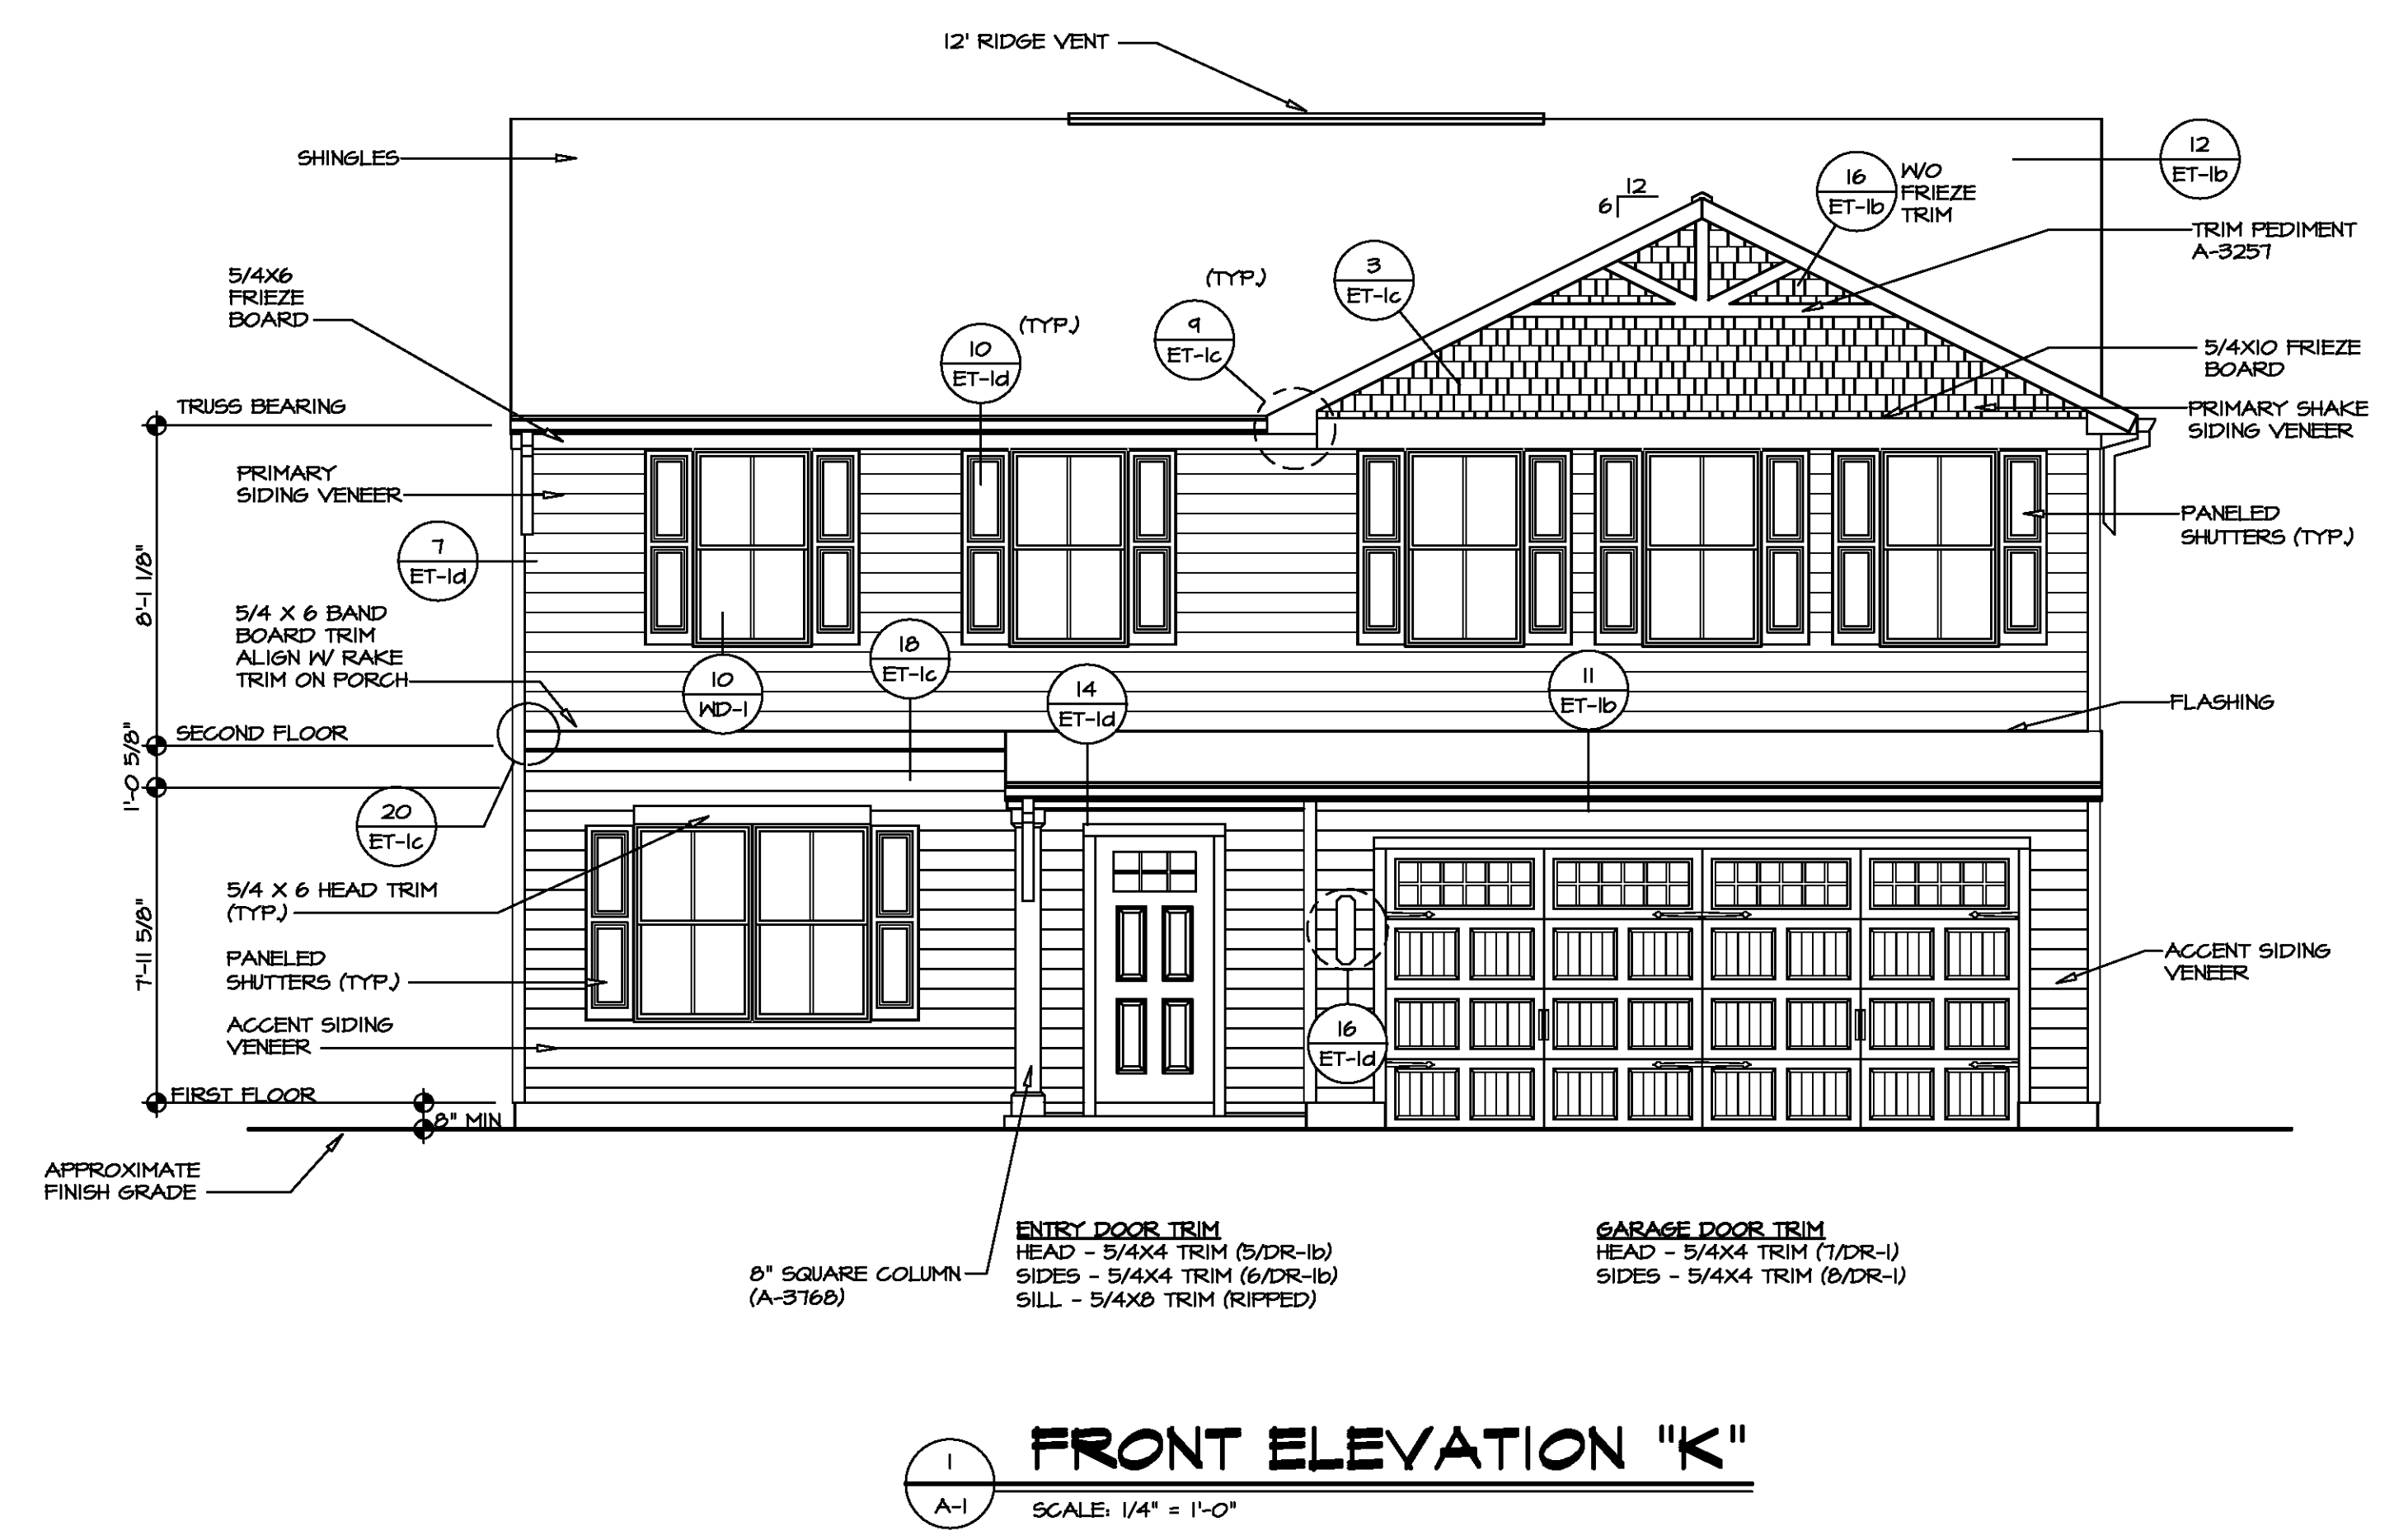 12' RIDGE VENT
SHINGLES
12
ET-1b
16
ET-1b
W/O
FRIEZE
TRIM
12
6
TRIM PEDIMENT
A-3257
3
ET-1c
5/4X6
FRIEZE
BOARD
(TYP.)
9
ET-1c
(TYP.)
10
ET-1d
5/4X10 FRIEZE
BOARD
TRUSS BEARING
PRIMARY SHAKE
SIDING VENEER
PRIMARY
SIDING VENEER
PANELED
SHUTTERS (TYP.)
7
ET-1d
8'-1 1/8"
5/4 X 6 BAND
BOARD TRIM
ALIGN W/ RAKE
TRIM ON PORCH
18
ET-1c
10
WD-1
14
ET-1d
11
ET-1b
FLASHING
SECOND FLOOR
1'-0 5/8"
20
ET-1c
5/4 X 6 HEAD TRIM
(TYP.)
7'-11 5/8"
PANELED
SHUTTERS (TYP.)
ACCENT SIDING
VENEER
ACCENT SIDING
VENEER
16
ET-1d
FIRST FLOOR
8" MIN
APPROXIMATE
FINISH GRADE
8" SQUARE COLUMN
(A-3768)
ENTRY DOOR TRIM
HEAD - 5/4X4 TRIM (5/DR-1b)
SIDES - 5/4X4 TRIM (6/DR-1b)
SILL - 5/4X8 TRIM (RIPPED)
GARAGE DOOR TRIM
HEAD - 5/4X4 TRIM (7/DR-1)
SIDES - 5/4X4 TRIM (8/DR-1)
1
A-1
FRONT ELEVATION "K"
SCALE: 1/4" = 1'-0"